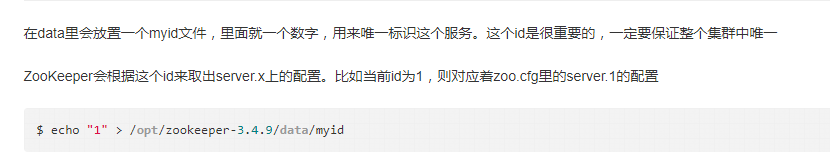 在data里会放置一个myid文件，里面就一个数字，用来唯一标识这个服务。这个id是很重要的，一定要保证整个集群中唯一
ZooKeeper会根据这个id来取出server.x上的配置。比如当前id为1，则对应着zoo.cfg里的server.1的配置
$ echo "1" > /opt/zookeeper-3.4.9/data/myid